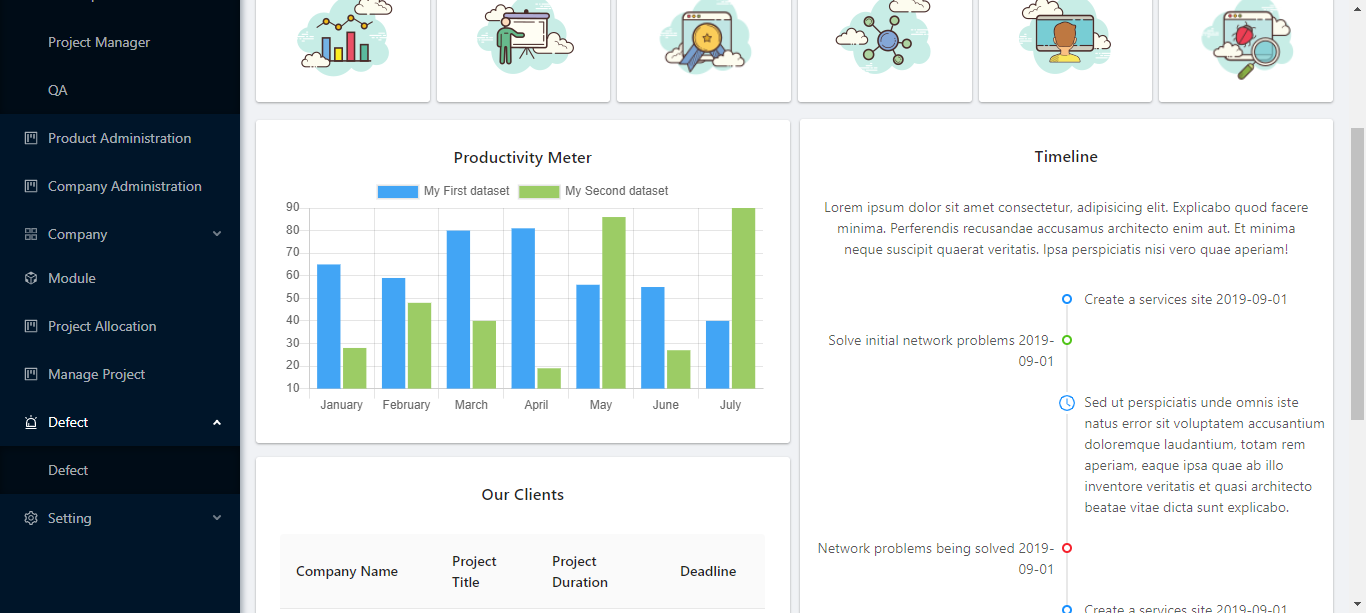 Project Manager
QA
Product Administration
Company Administration
Company
Module
Project Allocation
Manage Project
Defect
Defect
Setting
Productivity Meter
My First dataset My Second dataset
90
80
70
60
50
40
30
20
10
January February March April May June July
Our Clients
Company Name
Project
Title
Project
Duration
Deadline
Timeline
Lorem ipsum dolor sit amet consectetur, adipisicing elit. Explicabo quod facere
minima. Perferendis recusandae accusamus architecto enim aut. Et minima
neque suscipit quaerat veritatis. Ipsa perspiciatis nisi vero quae aperiam!
Create a services site 2019-09-01
Solve initial network problems 2019-
09-01
Sed ut perspiciatis unde omnis iste
natus error sit voluptatem accusantium
doloremque laudantium, totam rem
aperiam, eaque ipsa quae ab illo
inventore veritatis et quasi architecto
beatae vitae dicta sunt explicabo.
Network problems being solved 2019-
09-01
Create a services site 2019-09-01